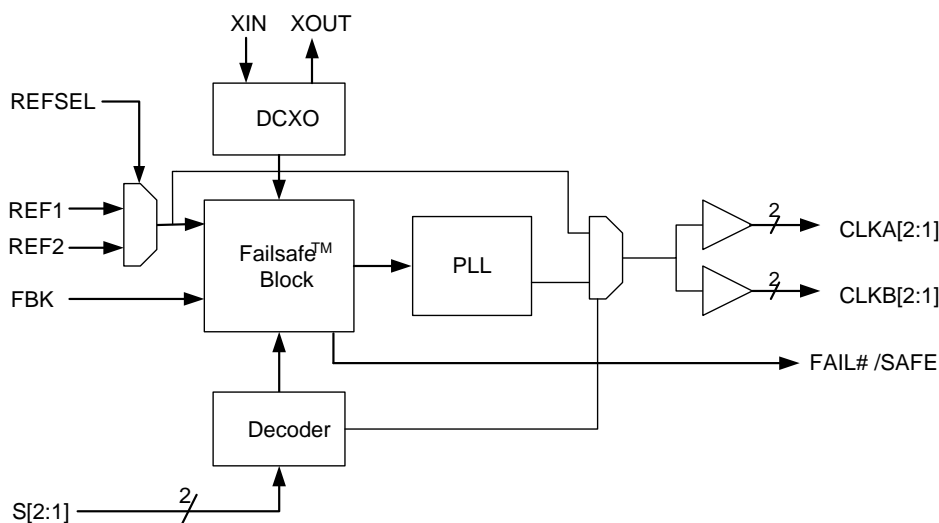 XIN XOUT
REFSEL
DCXO
REF1
REF2
Failsafe™
Block
PLL
2
CLKA[2:1]
FBK
2
CLKB[2:1]
FAIL# /SAFE
Decoder
2
S[2:1]